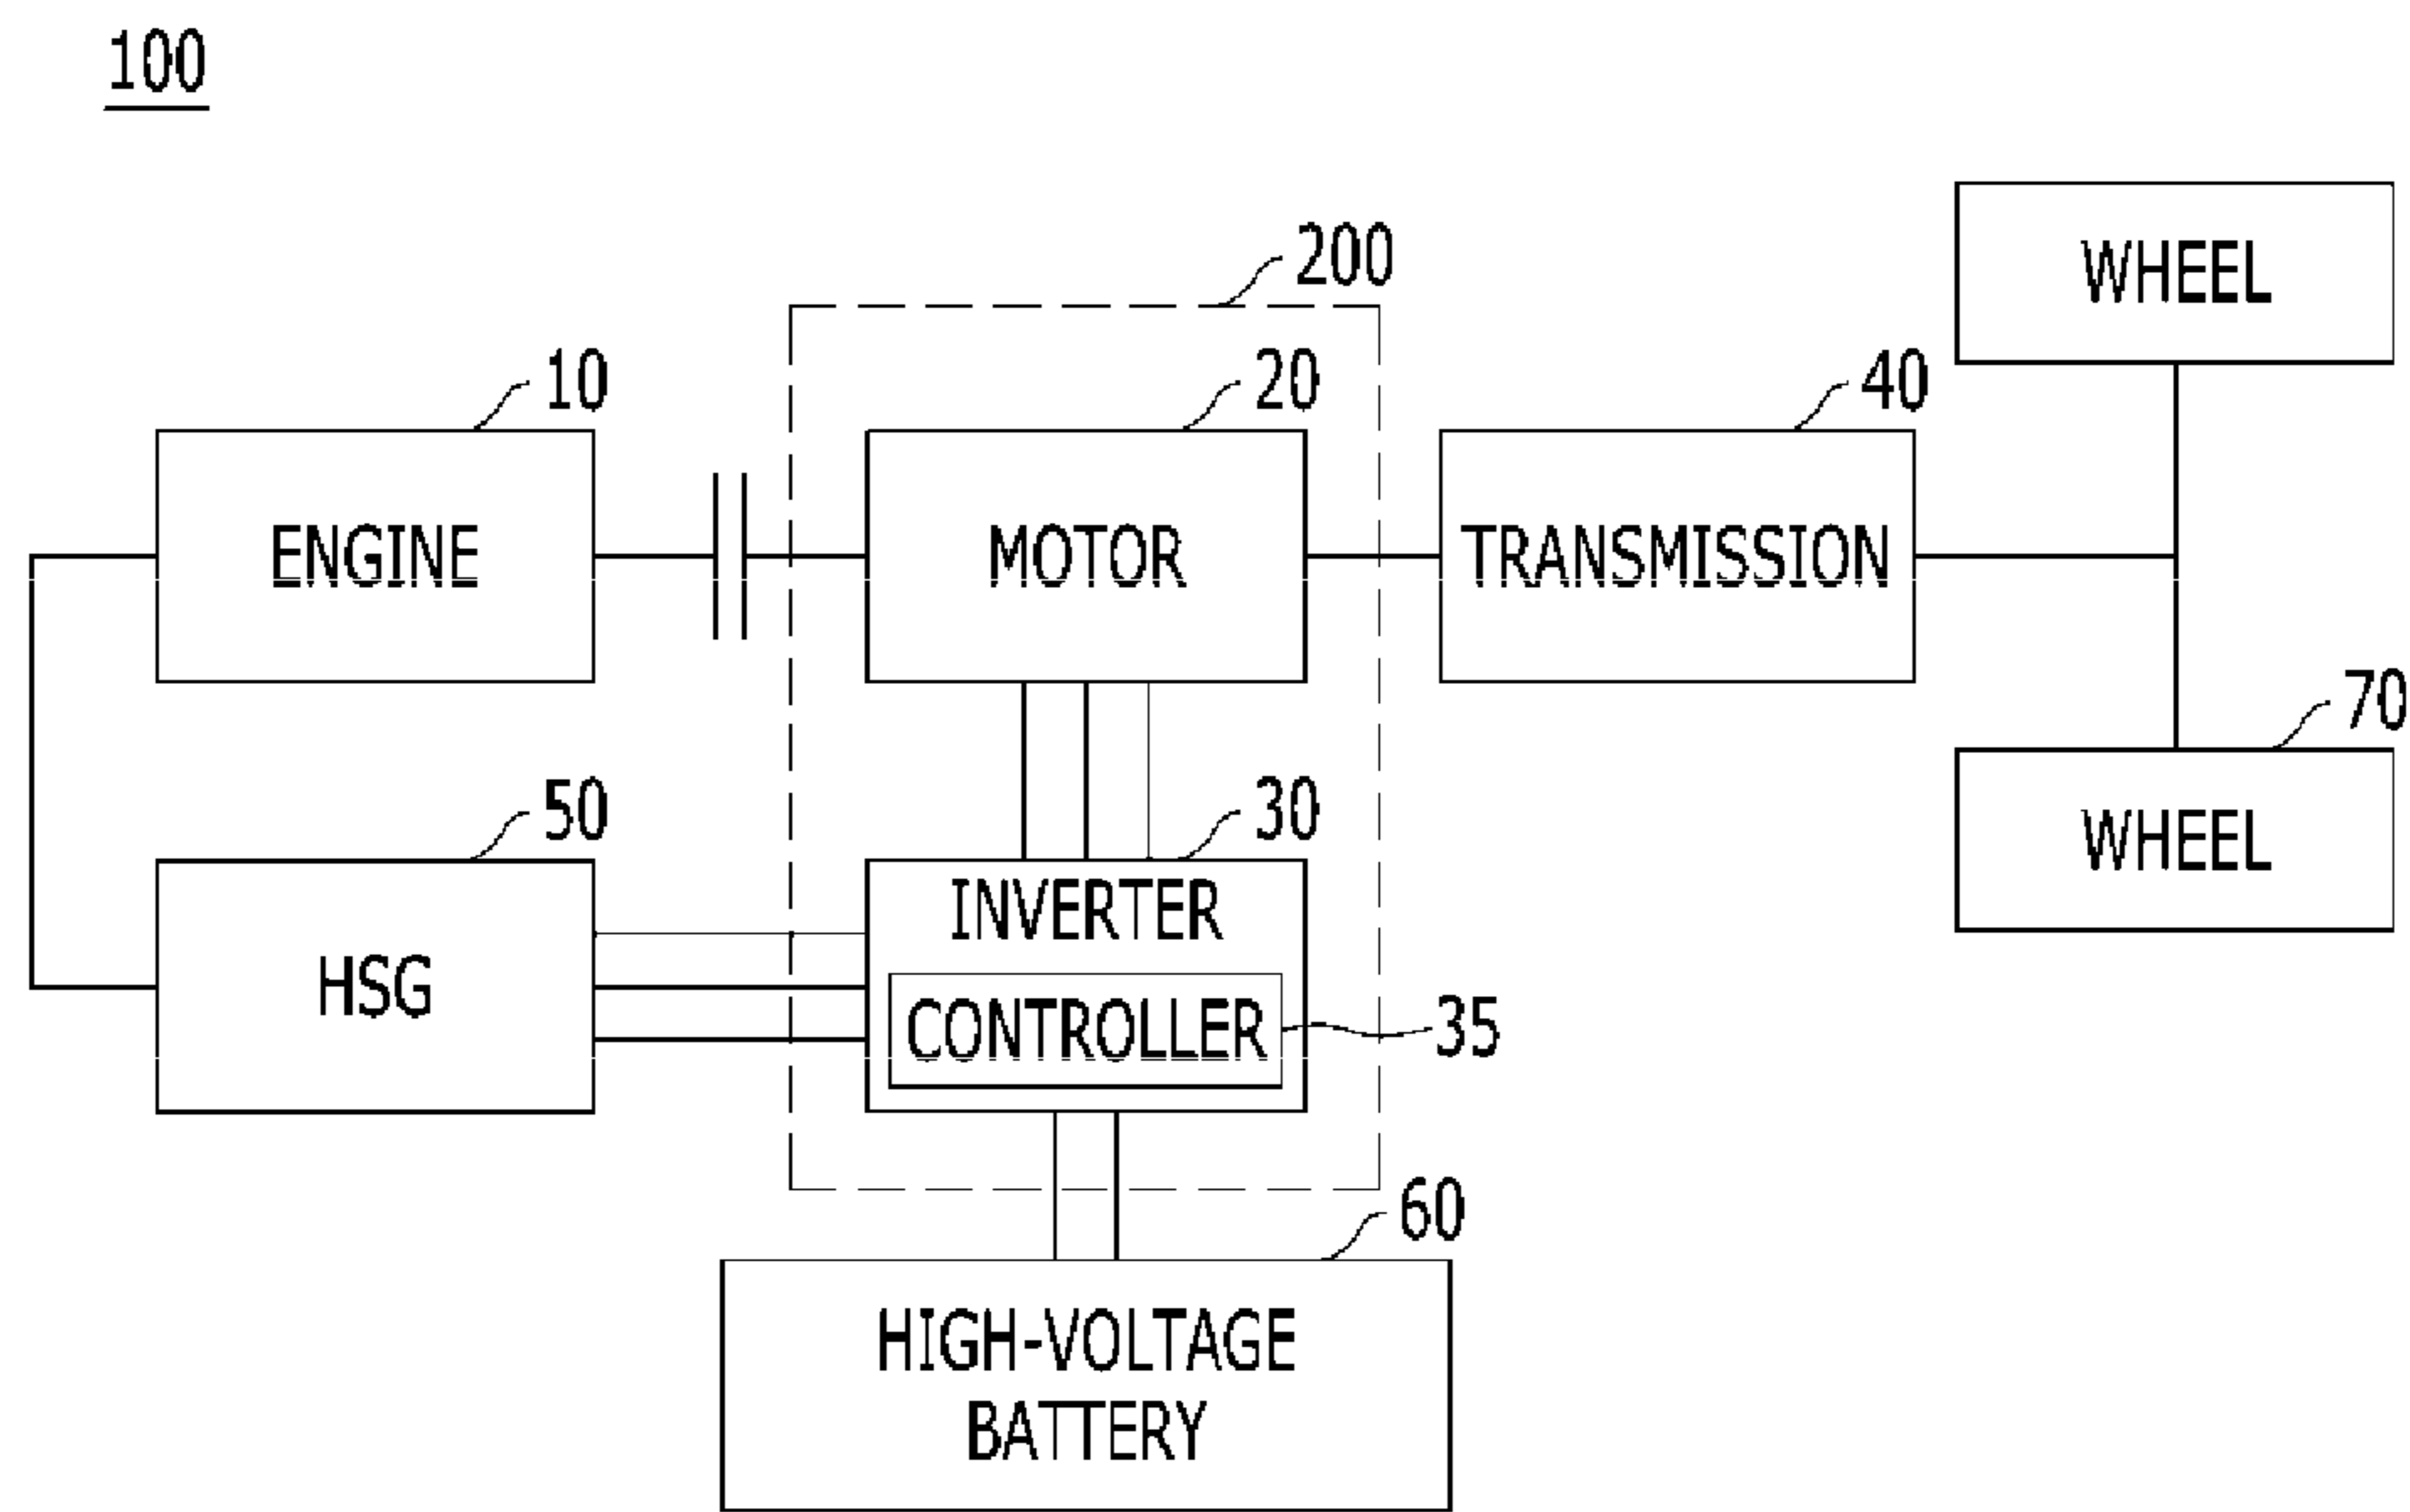 100
200
WHEEL
10
20
40
ENGINE
MOTOR
TRANSMISSION
70
50
30
WHEEL
INVERTER
HSG
CONTROLLER
35
60
HIGH-VOLTAGE
BATTERY